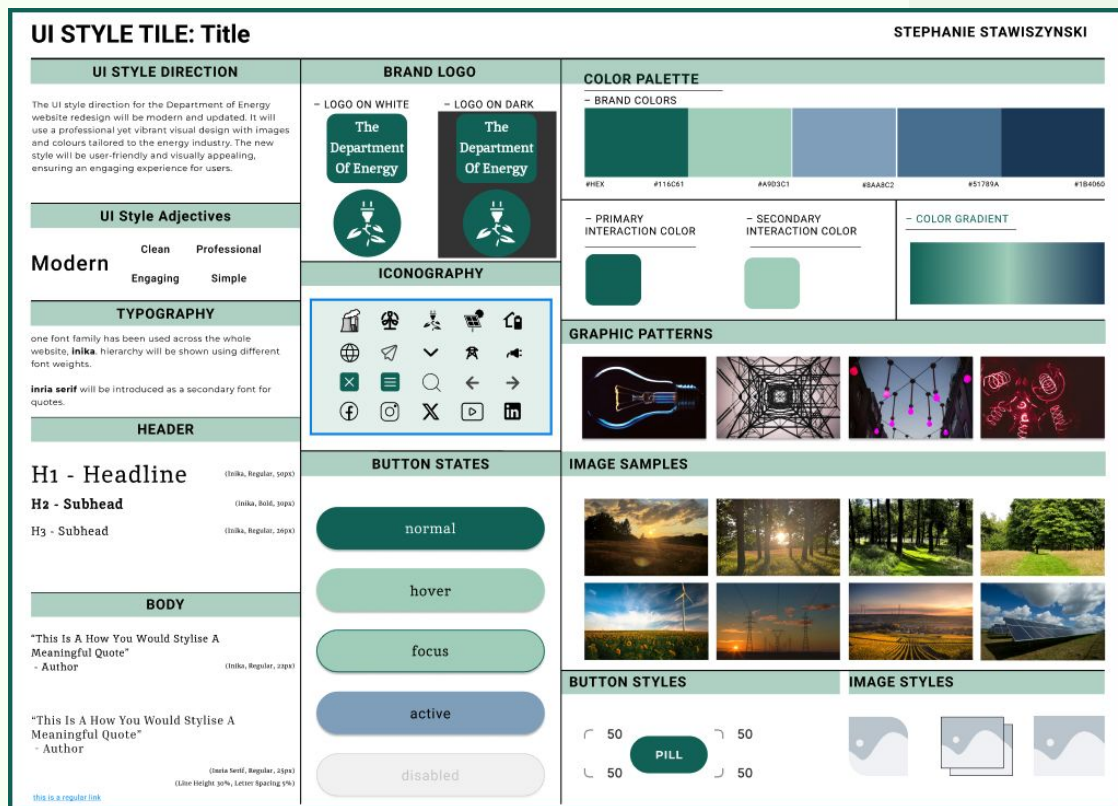 UI STYLE TILE: Title
STEPHANIE STAWISZYNSKI
UI STYLE DIRECTION
The UI style direction for the Department of Energy
website redesign will be modern and updated. It will
use a professional yet vibrant visual design with images
and colours tailored to the energy industry. The new
style will be user-friendly and visually appealing,
ensuring an engaging experience for users.
UI Style Adjectives
Modern
Clean
Professional
Engaging
Simple
TYPOGRAPHY
one font family has been used across the whole
website, inika. hierarchy will be shown using different
font weights.
inria serif will be introduced as a secondary font for
quotes.
HEADER
H1 - Headline
(Inika, Regular, 50px)
H2 - Subhead
(Inika, Bold, 30px)
H3 - Subhead
(Inika, Regular, 26px)
BODY
“This Is A How You Would Stylise A
Meaningful Quote”
- Author
(Inika, Regular, 22px)
“This Is A How You Would Stylise A
Meaningful Quote”
- Author
(Inria Serif, Regular, 25px)
(Line Height 30%, Letter Spacing 5%)
this is a regular link
BRAND LOGO
– LOGO ON WHITE
– LOGO ON DARK
The
Department
Of Energy
The
Department
Of Energy
ICONOGRAPHY
BUTTON STATES
normal
hover
focus
active
disabled
COLOR PALETTE
– BRAND COLORS
#HEX
#116C61
#A9D3C1
#8AA8C2
#51789A
#1B4060
– PRIMARY
INTERACTION COLOR
– SECONDARY
INTERACTION COLOR
– COLOR GRADIENT
GRAPHIC PATTERNS
IMAGE SAMPLES
BUTTON STYLES
50
50
PILL
50
50
IMAGE STYLES